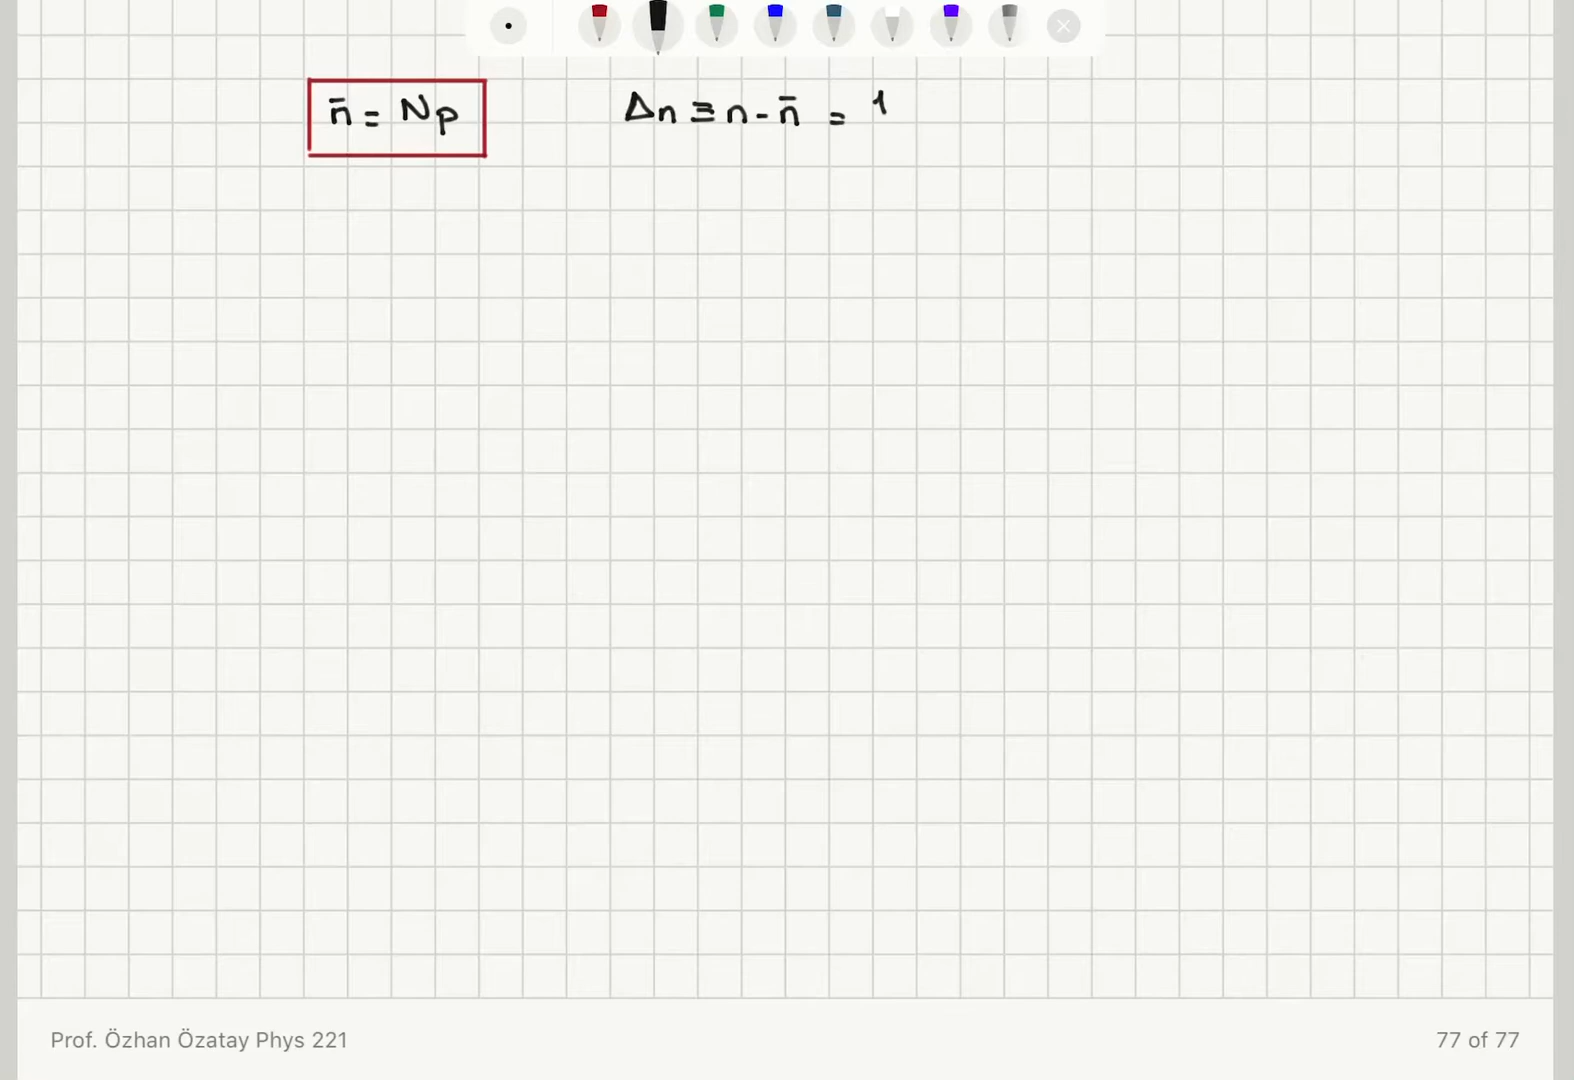 n̄ = Np Δn ≡ n - n̄ = 1
Prof. Özhan Özatay Phys 221 77 of 77